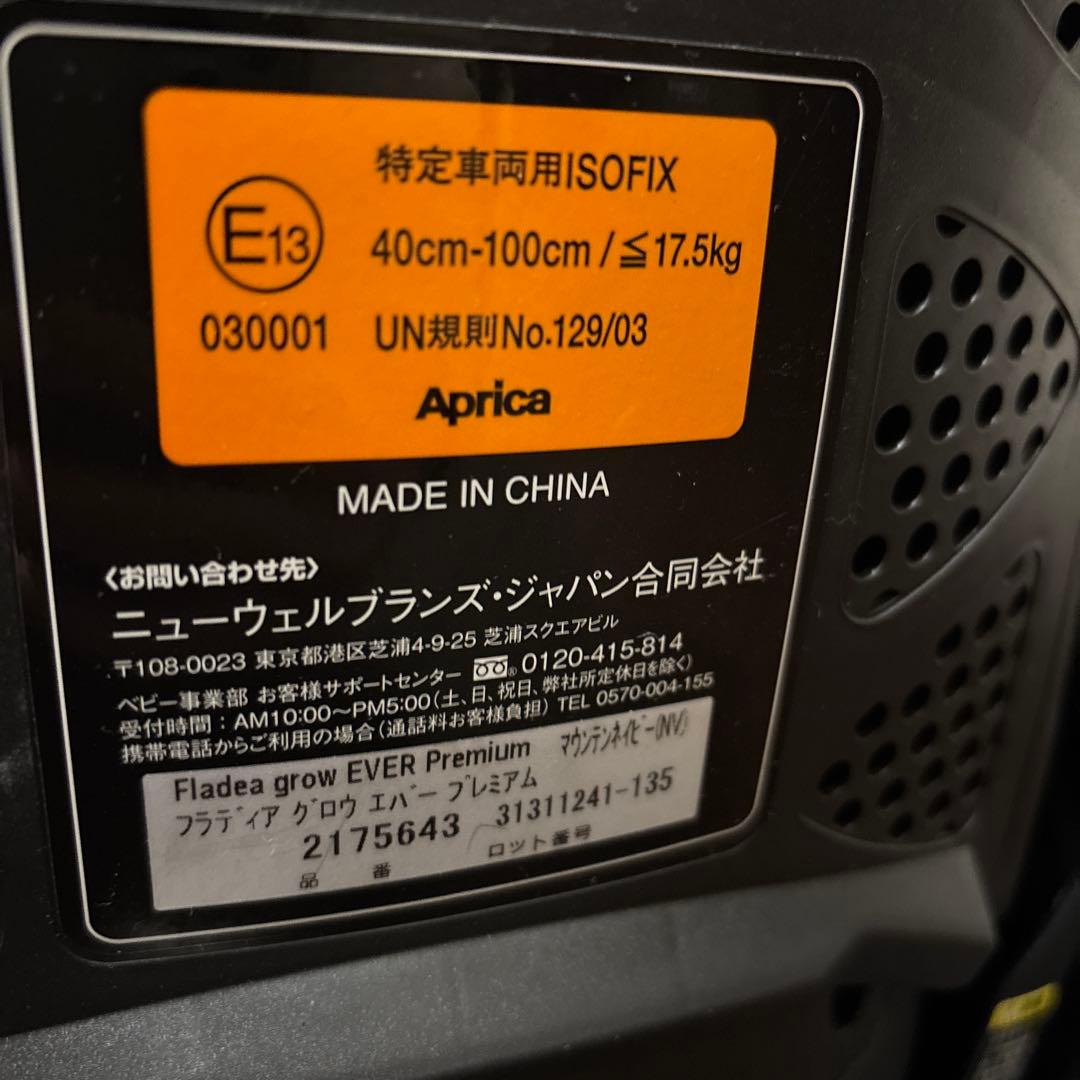 特定車両用ISOFIX
E13
40cm-100cm/≦17.5kg
030001
UN規則No.129/03
Aprica
MADE IN CHINA
〈お問い合わせ先〉
ニューウェルブランズ・ジャパン合同会社
〒108-0023 東京都港区芝浦4-9-25 芝浦スクエアビル
ベビー事業部 お客様サポートセンター 0120-415-814
受付時間:AM10:00〜PM5:00(土、日、祝日、弊社所定休日を除く)
携帯電話からご利用の場合(通話料お客様負担) TEL 0570-004-155
Fladea grow EVER Premium マウンテンネイビー(NV)
フラディア グロウ エバー プレミアム
2175643 31311241-135
品番 ロット番号